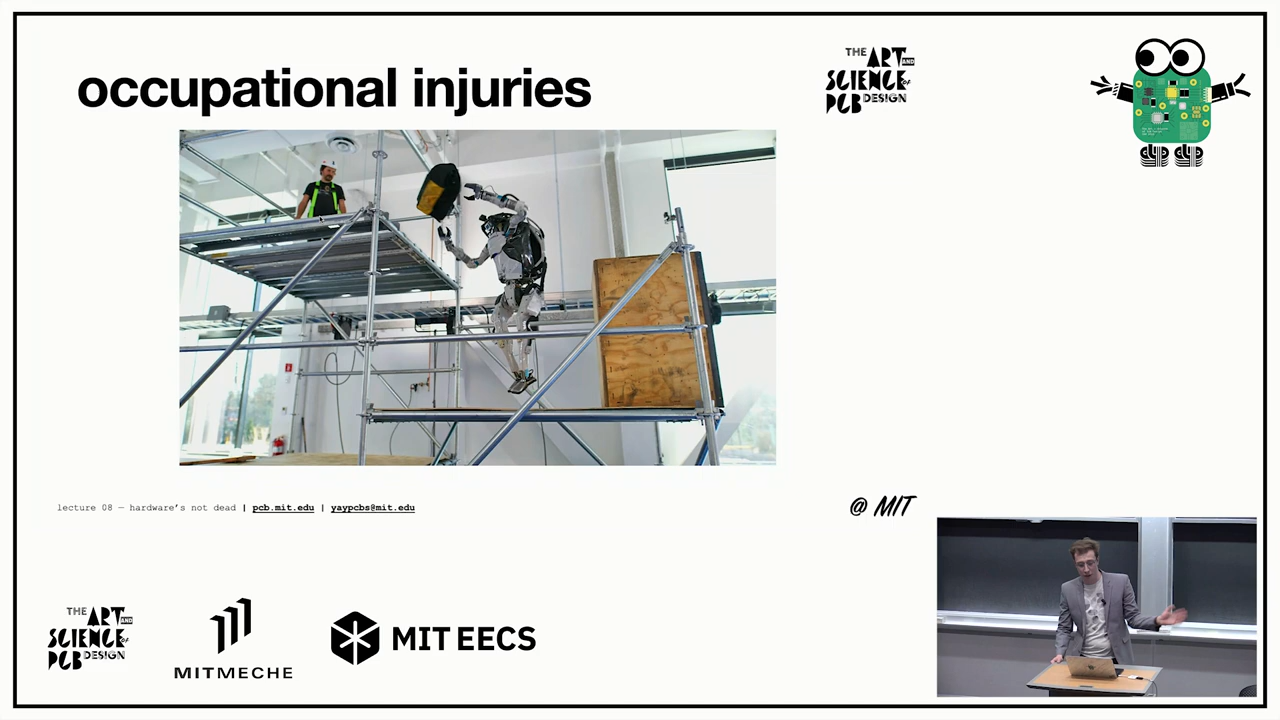 occupational injuries
THE ART AND
SCIENCE OF
PCB DESIGN
lecture 08 — hardware's not dead | pcb.mit.edu | yaypcbs@mit.edu
@ MIT
THE ART AND
SCIENCE OF
PCB DESIGN
MITMECHE
MIT EECS